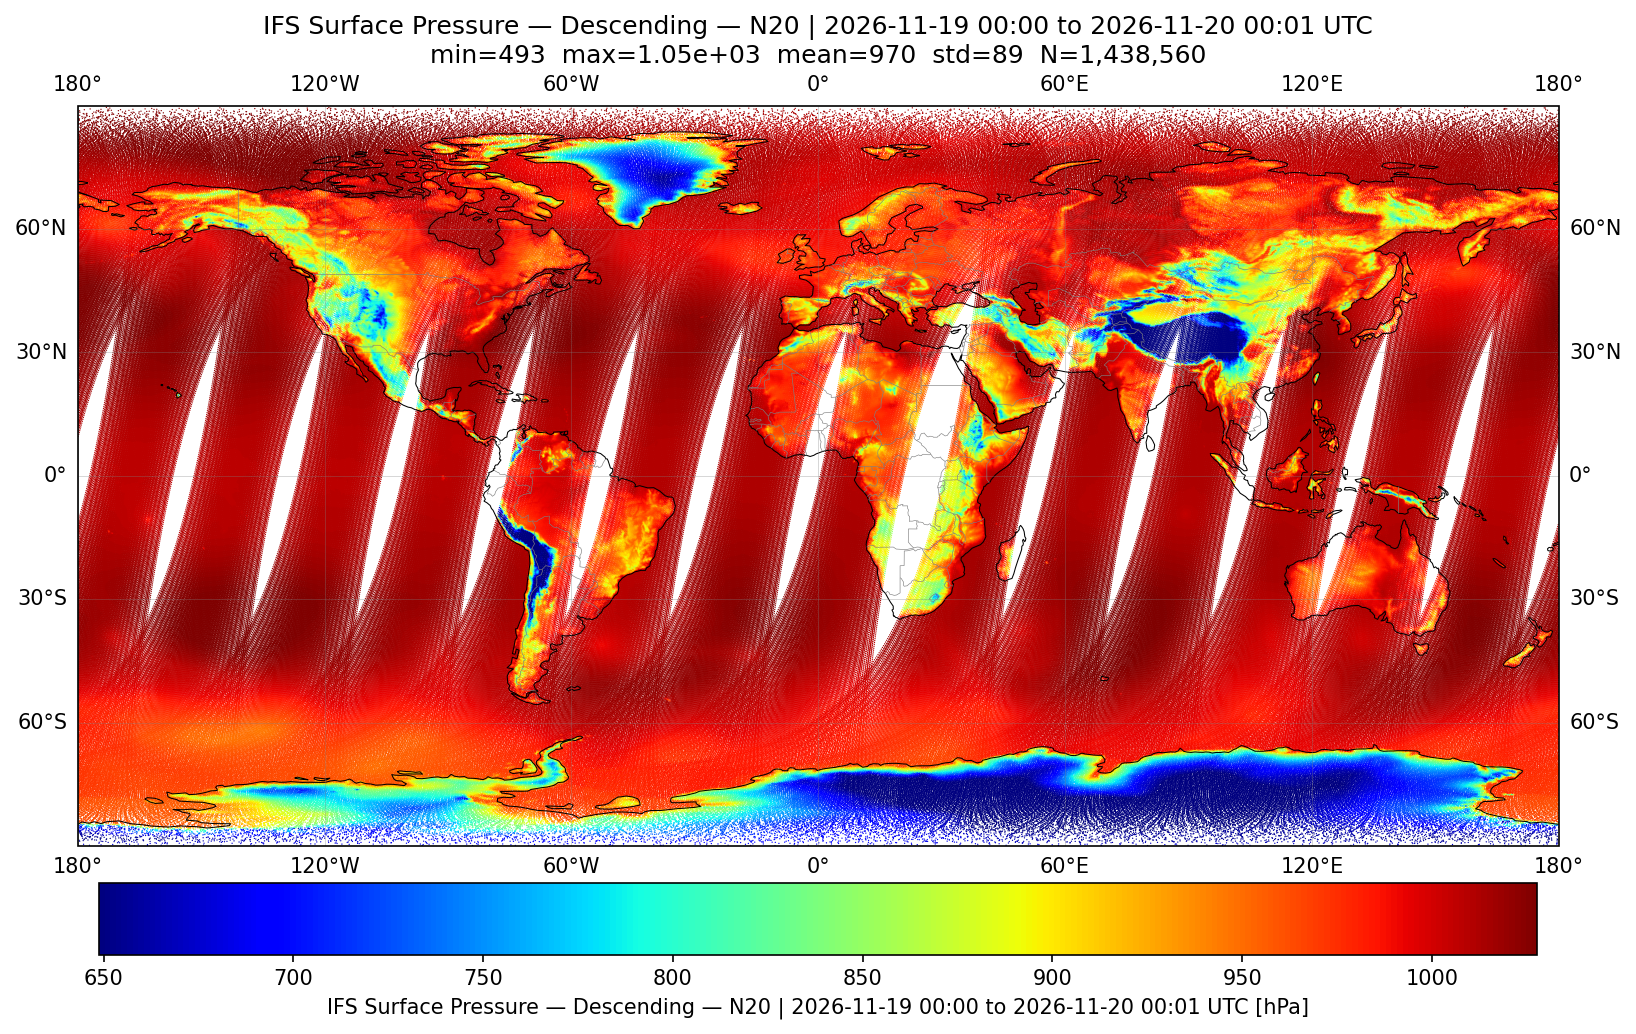 IFS Surface Pressure — Descending — N20 | 2026-11-19 00:00 to 2026-11-20 00:01 UTC
min=493 max=1.05e+03 mean=970 std=89 N=1,438,560
180° 120°W 60°W 0° 60°E 120°E 180°
60°N 60°N
30°N 30°N
0° 0°
30°S 30°S
60°S 60°S
180° 120°W 60°W 0° 60°E 120°E 180°
650 700 750 800 850 900 950 1000
IFS Surface Pressure — Descending — N20 | 2026-11-19 00:00 to 2026-11-20 00:01 UTC [hPa]